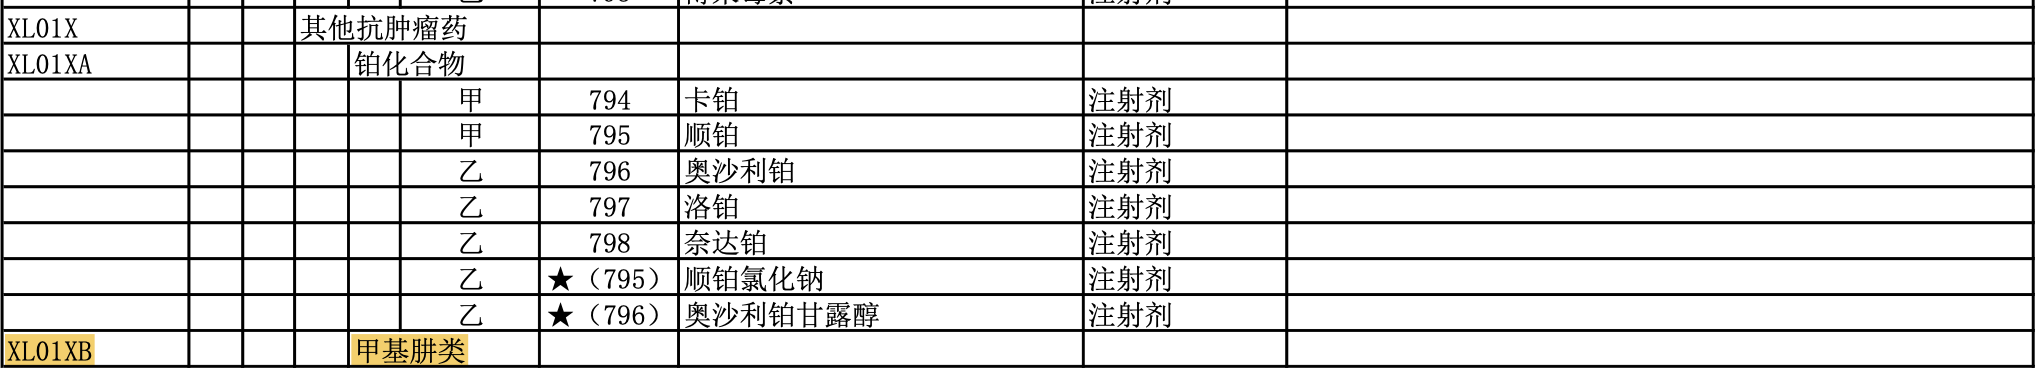 XL01X 其他抗肿瘤药
XL01XA 铂化合物
甲 794 卡铂 注射剂
甲 795 顺铂 注射剂
乙 796 奥沙利铂 注射剂
乙 797 洛铂 注射剂
乙 798 奈达铂 注射剂
乙 ★（795） 顺铂氯化钠 注射剂
乙 ★（796） 奥沙利铂甘露醇 注射剂
XL01XB 甲基肼类